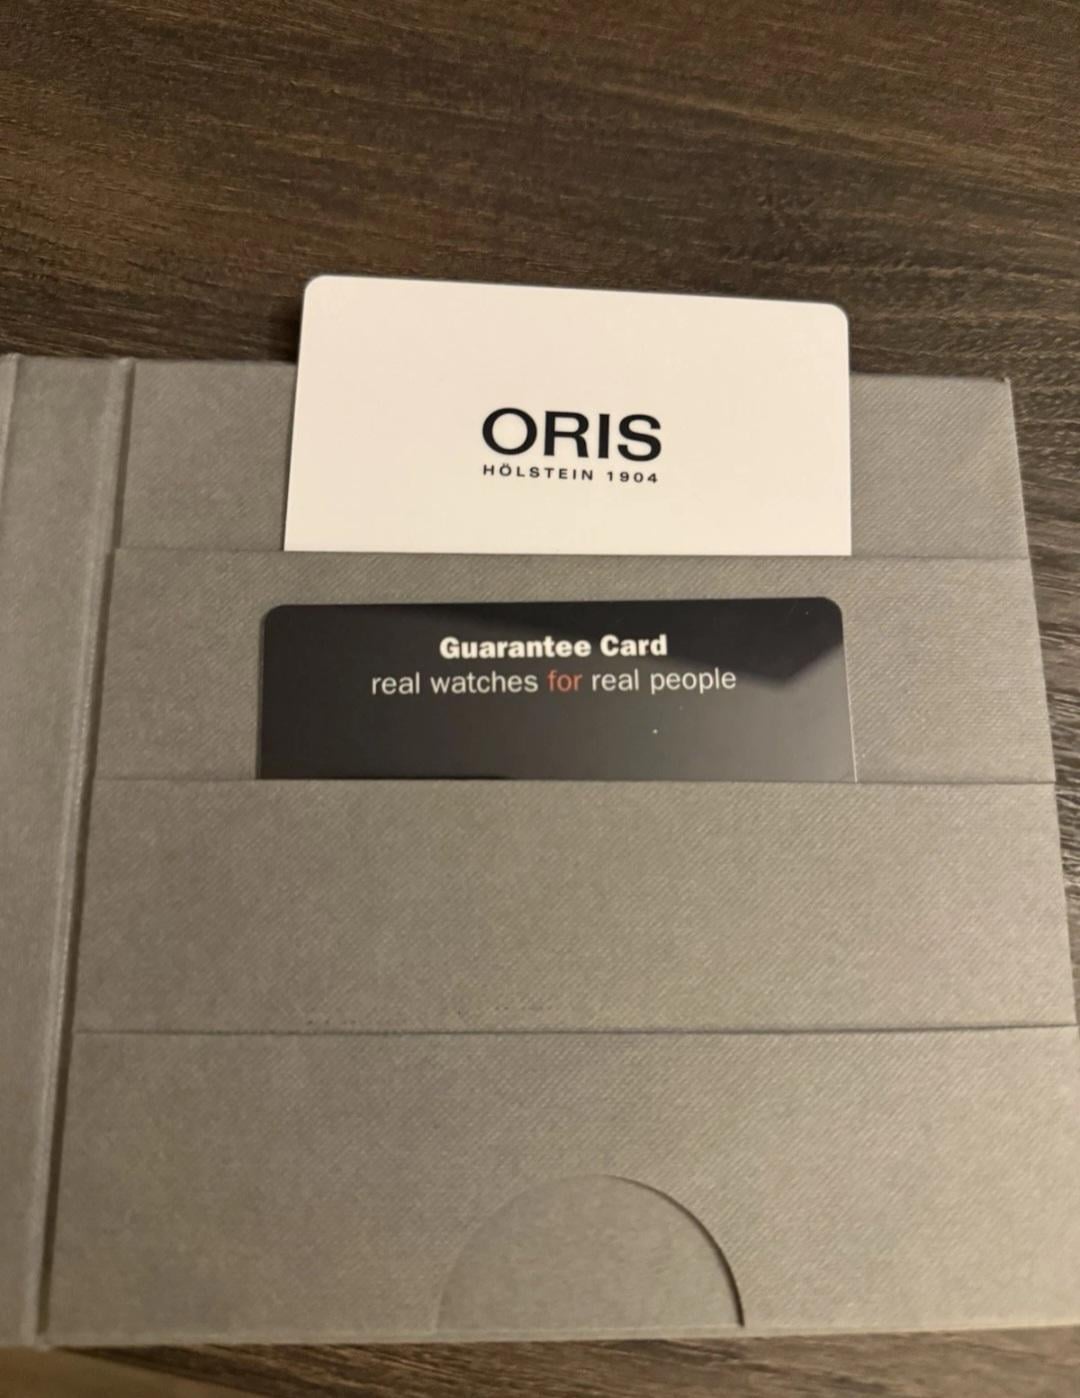 ORIS
HÖLSTEIN 1904
Guarantee Card
real watches for real people